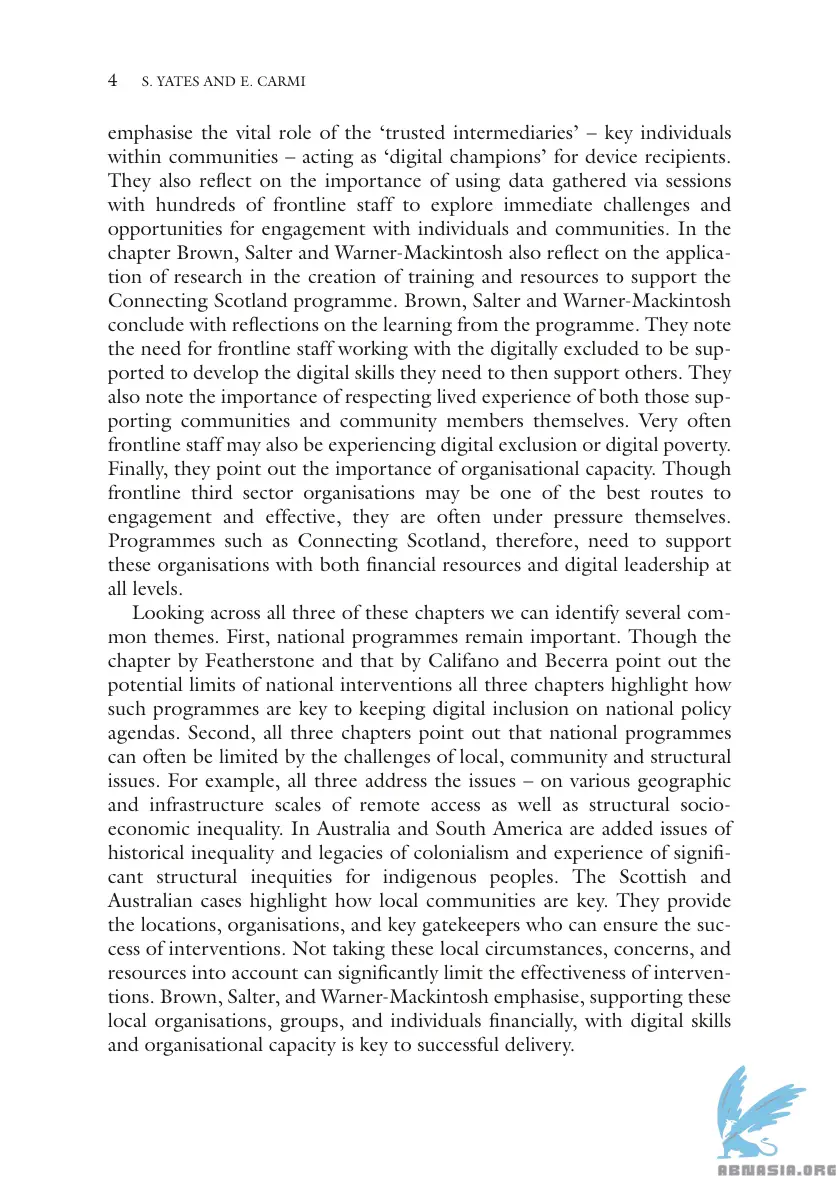 4 S. YATES AND E. CARMI
emphasise the vital role of the ‘trusted intermediaries’ – key individuals
within communities – acting as ‘digital champions’ for device recipients.
They also reflect on the importance of using data gathered via sessions
with hundreds of frontline staff to explore immediate challenges and
opportunities for engagement with individuals and communities. In the
chapter Brown, Salter and Warner-Mackintosh also reflect on the applica-
tion of research in the creation of training and resources to support the
Connecting Scotland programme. Brown, Salter and Warner-Mackintosh
conclude with reflections on the learning from the programme. They note
the need for frontline staff working with the digitally excluded to be sup-
ported to develop the digital skills they need to then support others. They
also note the importance of respecting lived experience of both those sup-
porting communities and community members themselves. Very often
frontline staff may also be experiencing digital exclusion or digital poverty.
Finally, they point out the importance of organisational capacity. Though
frontline third sector organisations may be one of the best routes to
engagement and effective, they are often under pressure themselves.
Programmes such as Connecting Scotland, therefore, need to support
these organisations with both financial resources and digital leadership at
all levels.
Looking across all three of these chapters we can identify several com-
mon themes. First, national programmes remain important. Though the
chapter by Featherstone and that by Califano and Becerra point out the
potential limits of national interventions all three chapters highlight how
such programmes are key to keeping digital inclusion on national policy
agendas. Second, all three chapters point out that national programmes
can often be limited by the challenges of local, community and structural
issues. For example, all three address the issues – on various geographic
and infrastructure scales of remote access as well as structural socio-
economic inequality. In Australia and South America are added issues of
historical inequality and legacies of colonialism and experience of signifi-
cant structural inequities for indigenous peoples. The Scottish and
Australian cases highlight how local communities are key. They provide
the locations, organisations, and key gatekeepers who can ensure the suc-
cess of interventions. Not taking these local circumstances, concerns, and
resources into account can significantly limit the effectiveness of interven-
tions. Brown, Salter, and Warner-Mackintosh emphasise, supporting these
local organisations, groups, and individuals financially, with digital skills
and organisational capacity is key to successful delivery.
ABNASIA.ORG